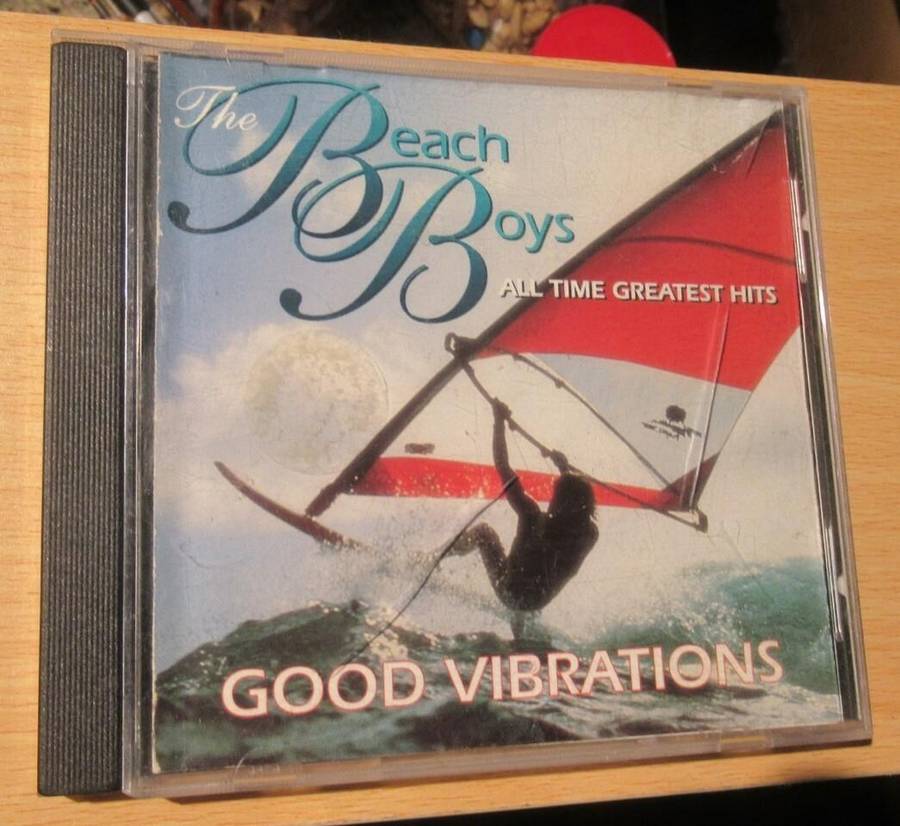 The Beach
Boys
ALL TIME GREATEST HITS
GOOD VIBRATIONS